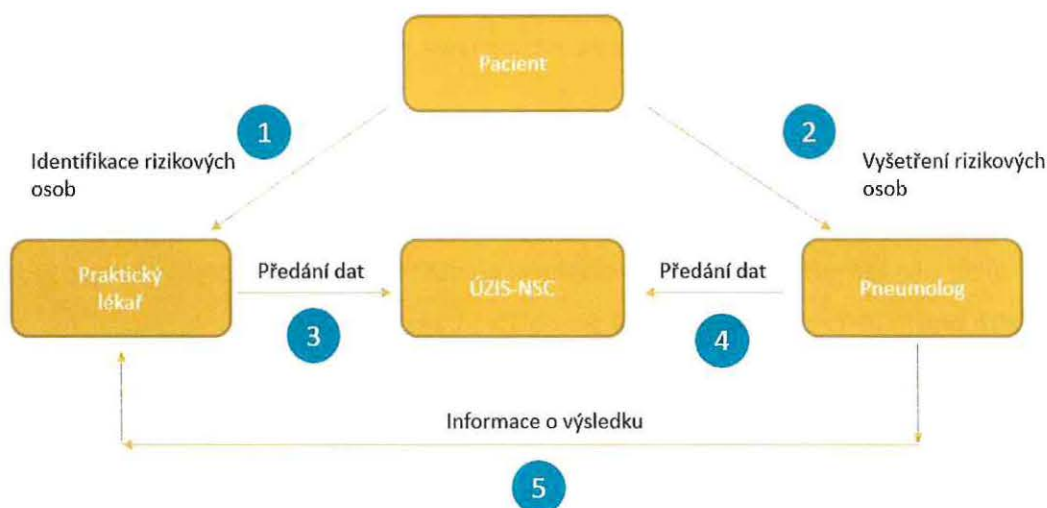 Pacient
1
2
Identifikace rizikových
osob
Vyšetření rizikových
osob
Praktický
lékař
Předání dat
ÚZIS-NSC
Předání dat
Pneumolog
3
4
Informace o výsledku
5